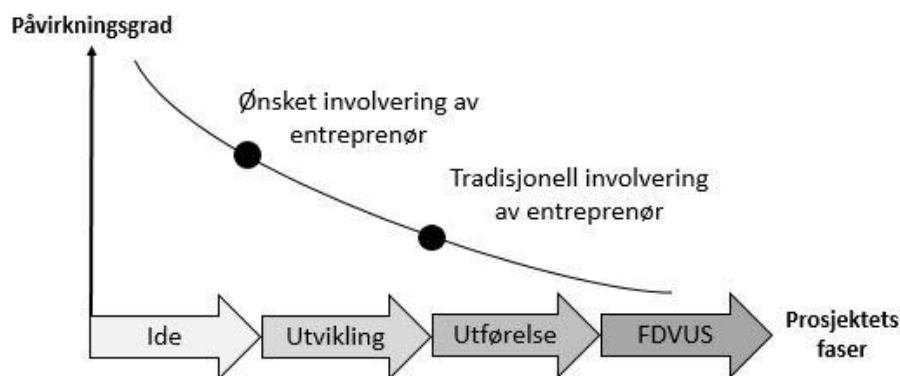 Påvirkningsgrad
Ønsket involvering av
entreprenør
Tradisjonell involvering
av entreprenør
Ide
Utvikling
Utførelse
FDVUS
Prosjektets
faser